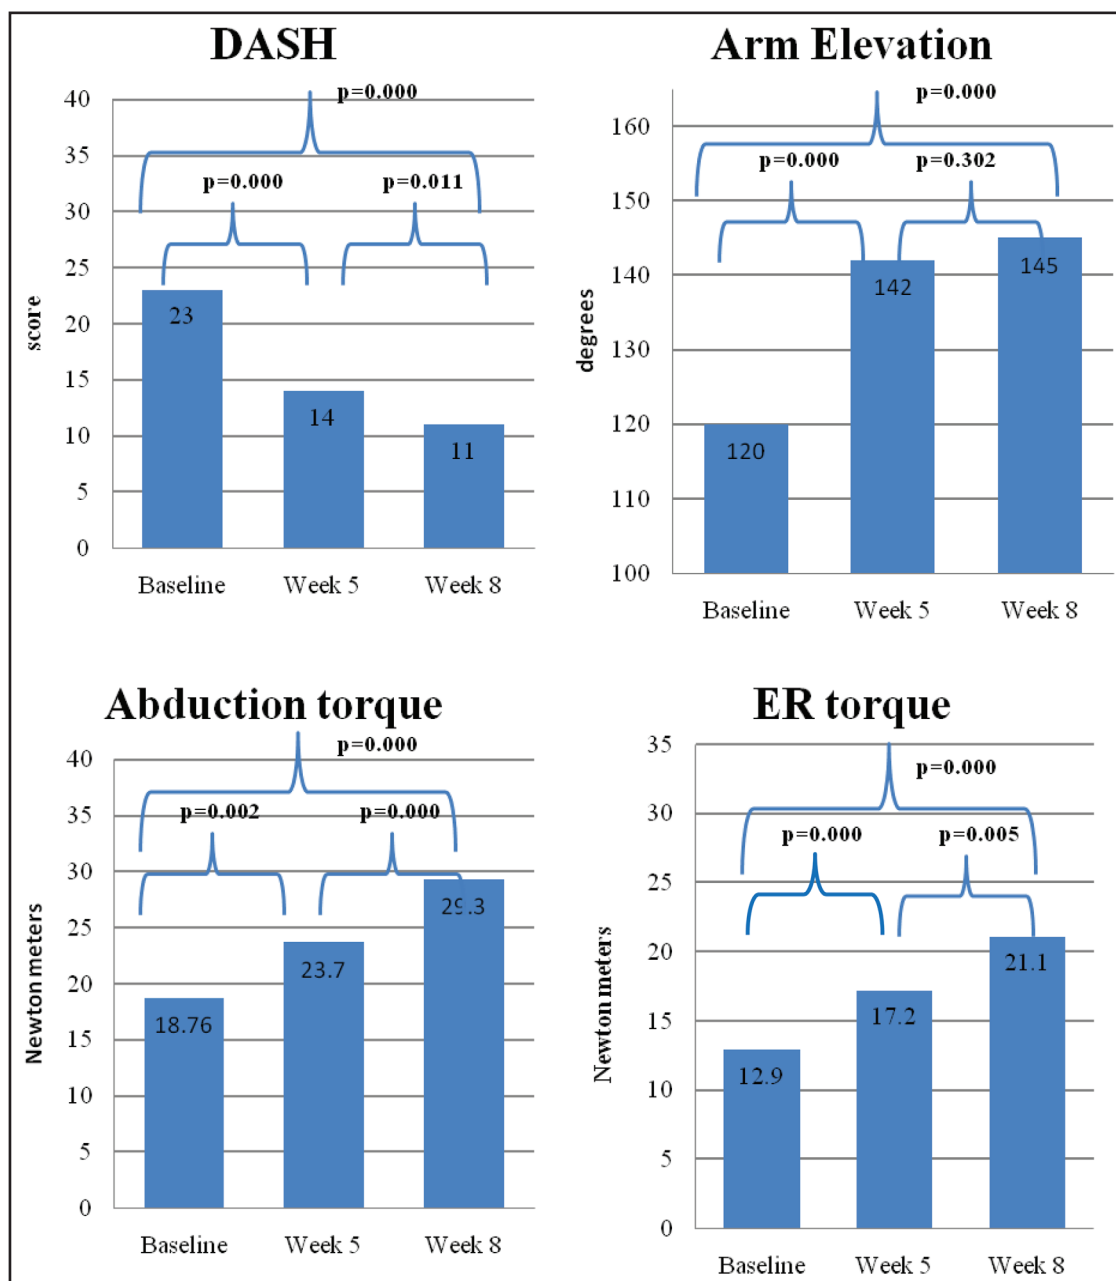 DASH
p=0.000
p=0.000
p=0.011
40
35
30
25
20
15
10
5
0
score
23
14
11
Baseline
Week 5
Week 8
Arm Elevation
p=0.000
p=0.000
p=0.302
160
150
140
130
120
110
100
degrees
120
142
145
Baseline
Week 5
Week 8
Abduction torque
p=0.000
p=0.002
p=0.000
40
35
30
25
20
15
10
5
0
Newton meters
18.76
23.7
29.3
Baseline
Week 5
Week 8
ER torque
p=0.000
p=0.000
p=0.005
35
30
25
20
15
10
5
0
Newton meters
12.9
17.2
21.1
Baseline
Week 5
Week 8